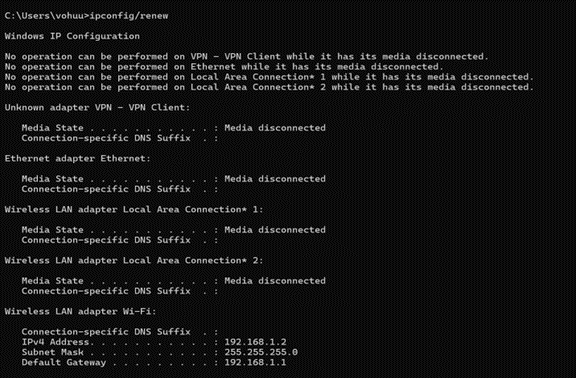 C:\Users\vohuu>ipconfig/renew
Windows IP Configuration
No operation can be performed on VPN - VPN Client while it has its media disconnected.
No operation can be performed on Ethernet while it has its media disconnected.
No operation can be performed on Local Area Connection* 1 while it has its media disconnected.
No operation can be performed on Local Area Connection* 2 while it has its media disconnected.
Unknown adapter VPN - VPN Client:
Media State . . . . . . . . . . . : Media disconnected
Connection-specific DNS Suffix  . :
Ethernet adapter Ethernet:
Media State . . . . . . . . . . . : Media disconnected
Connection-specific DNS Suffix  . :
Wireless LAN adapter Local Area Connection* 1:
Media State . . . . . . . . . . . : Media disconnected
Connection-specific DNS Suffix  . :
Wireless LAN adapter Local Area Connection* 2:
Media State . . . . . . . . . . . : Media disconnected
Connection-specific DNS Suffix  . :
Wireless LAN adapter Wi-Fi:
Connection-specific DNS Suffix  . :
IPv4 Address. . . . . . . . . . . : 192.168.1.2
Subnet Mask . . . . . . . . . . . : 255.255.255.0
Default Gateway . . . . . . . . . : 192.168.1.1